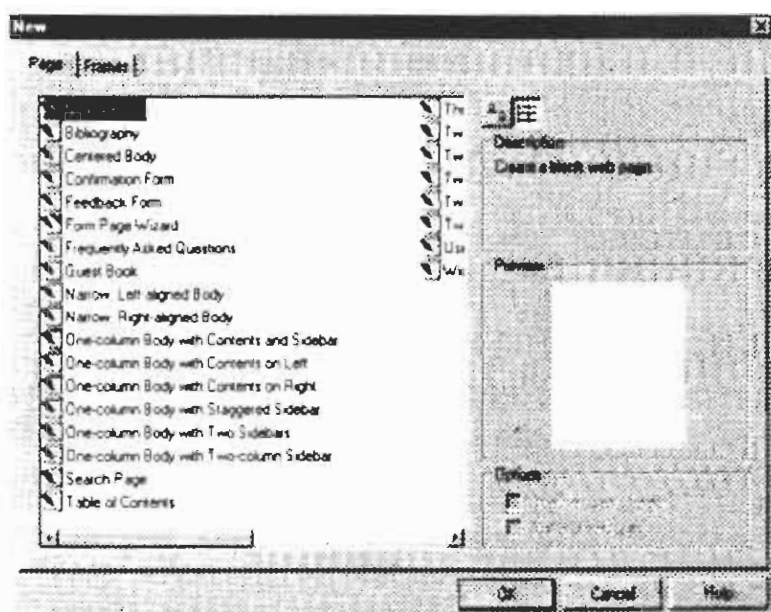 New
Page Frames
Bibliography
Centered Body
Confirmation Form
Feedback Form
Form Page Wizard
Frequently Asked Questions
Guest Book
Narrow, Left-aligned Body
Narrow, Right-aligned Body
One-column Body with Contents and Sidebar
One-column Body with Contents on Left
One-column Body with Contents on Right
One-column Body with Staggered Sidebar
One-column Body with Two Sidebars
One-column Body with Two-column Sidebar
Search Page
Table of Contents
Description
Create a blank web page.
Preview
Options
OK Cancel Help